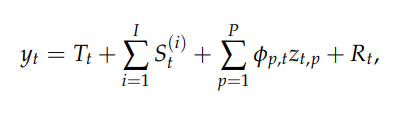 y_t = T_t + \sum_{i=1}^{I} S_t^{(i)} + \sum_{p=1}^{P} \phi_{p,t} z_{t,p} + R_t,